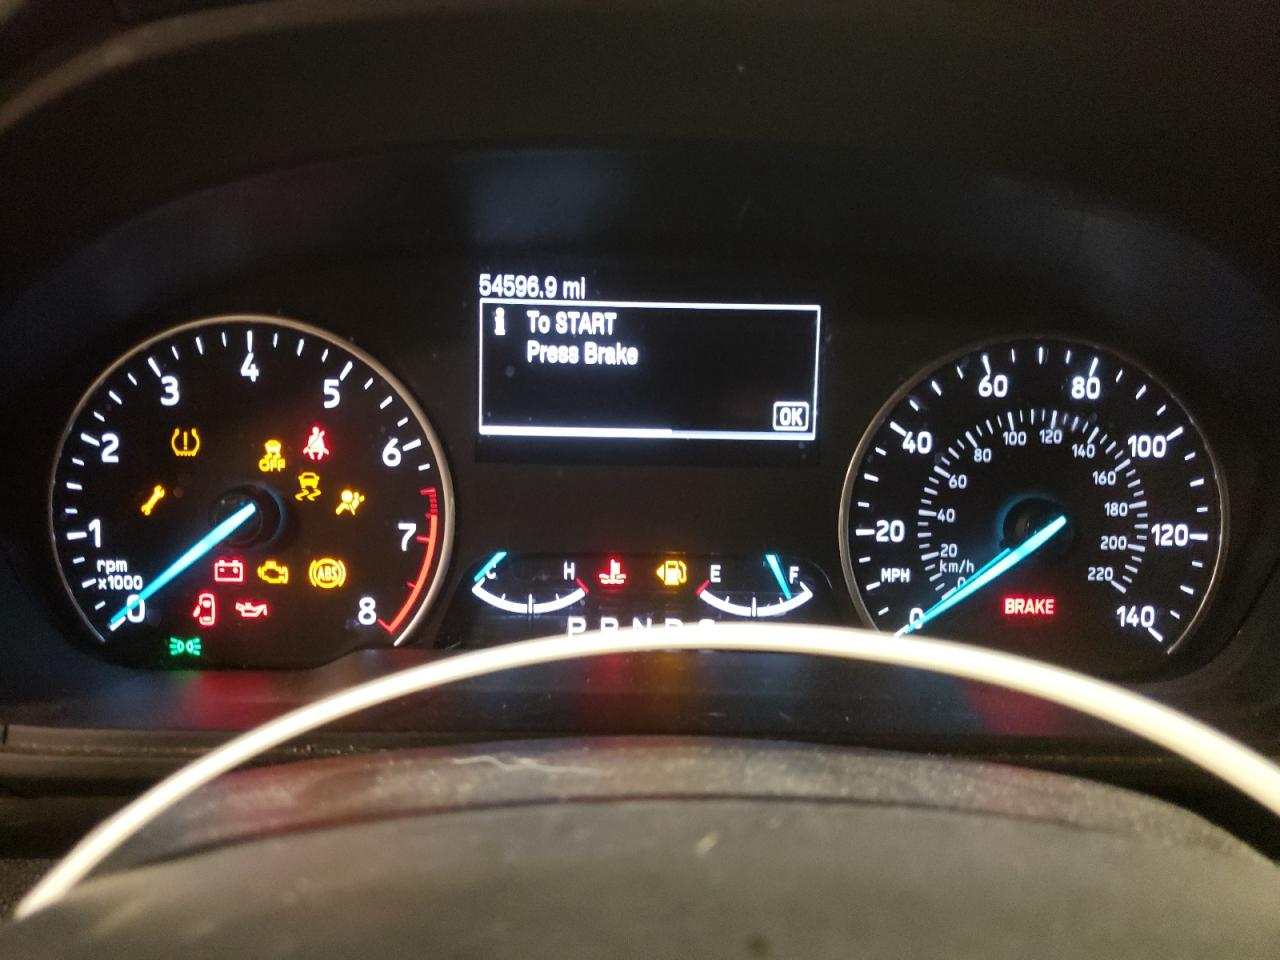 54596.9 mi
i To START
Press Brake
OK
0 1 2 3 4 5 6 7 8
rpm
x1000
OFF
ABS
C H
E F
P R N D S
0 20 40 60 80 100 120 140
MPH
0 20 40 60 80 100 120 140 160 180 200 220
km/h
BRAKE